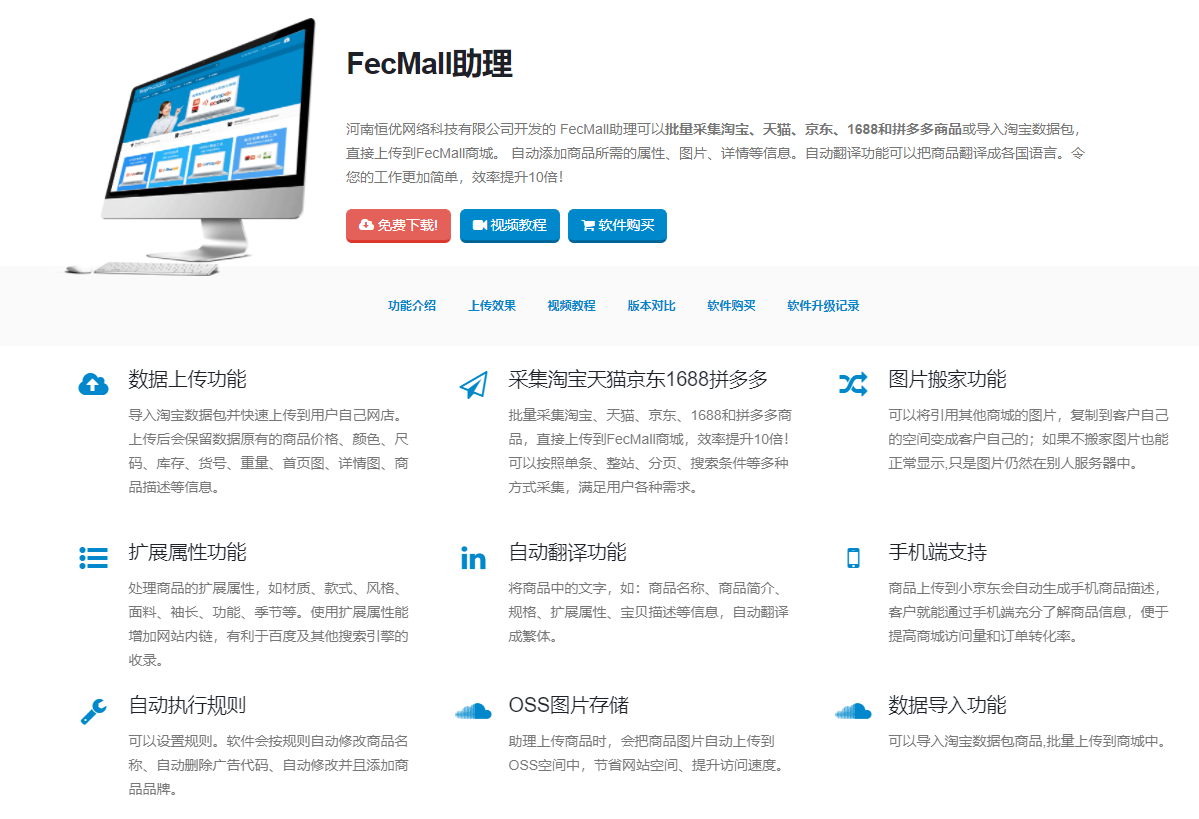 FecMall助理
河南恒优网络科技有限公司开发的 FecMall助理可以批量采集淘宝、天猫、京东、1688和拼多多商品或导入淘宝数据包，
直接上传到FecMall商城。 自动添加商品所需的属性、图片、详情等信息。自动翻译功能可以把商品翻译成各国语言。令
您的工作更加简单，效率提升10倍！
免费下载! 视频教程 软件购买
功能介绍 上传效果 视频教程 版本对比 软件购买 软件升级记录
数据上传功能
导入淘宝数据包并快速上传到用户自己网店。
上传后会保留数据原有的商品价格、颜色、尺
码、库存、货号、重量、首页图、详情图、商
品描述等信息。
采集淘宝天猫京东1688拼多多
批量采集淘宝、天猫、京东、1688和拼多多商
品，直接上传到FecMall商城，效率提升10倍！
可以按照单条、整站、分页、搜索条件等多种
方式采集，满足用户各种需求。
图片搬家功能
可以将引用其他商城的图片，复制到客户自己
的空间变成客户自己的；如果不搬家图片也能
正常显示,只是图片仍然在别人服务器中。
扩展属性功能
处理商品的扩展属性，如材质、款式、风格、
面料、袖长、功能、季节等。使用扩展属性能
增加网站内链，有利于百度及其他搜索引擎的
收录。
自动翻译功能
将商品中的文字，如：商品名称、商品简介、
规格、扩展属性、宝贝描述等信息，自动翻译
成繁体。
手机端支持
商品上传到小京东会自动生成手机商品描述，
客户就能通过手机端充分了解商品信息，便于
提高商城访问量和订单转化率。
自动执行规则
可以设置规则。软件会按规则自动修改商品名
称、自动删除广告代码、自动修改并且添加商
品品牌。
OSS图片存储
助理上传商品时，会把商品图片自动上传到
OSS空间中，节省网站空间、提升访问速度。
数据导入功能
可以导入淘宝数据包商品,批量上传到商城中。